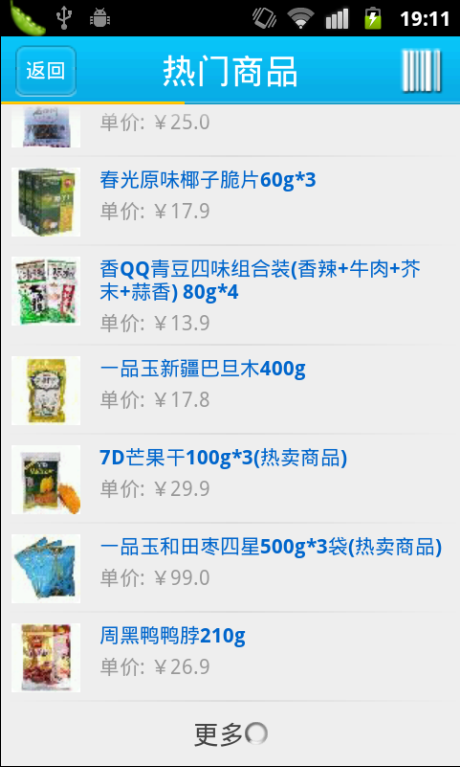 19:11
返回
热门商品
单价: ￥25.0
春光原味椰子脆片60g*3
单价: ￥17.9
香QQ青豆四味组合装(香辣+牛肉+芥
末+蒜香) 80g*4
单价: ￥13.9
一品玉新疆巴旦木400g
单价: ￥17.8
7D芒果干100g*3(热卖商品)
单价: ￥29.9
一品玉和田枣四星500g*3袋(热卖商品)
单价: ￥99.0
周黑鸭鸭脖210g
单价: ￥26.9
更多